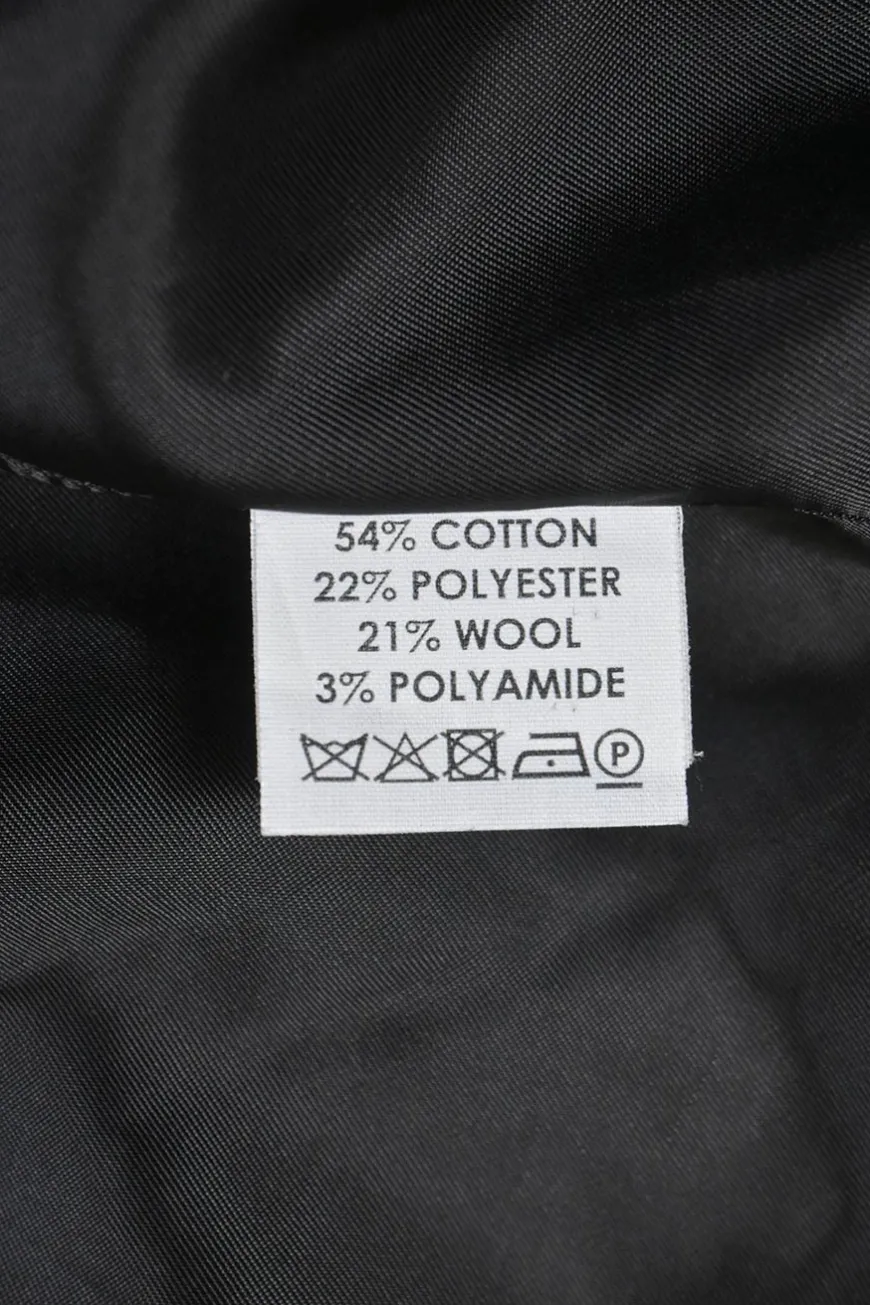 54% COTTON
22% POLYESTER
21% WOOL
3% POLYAMIDE
P